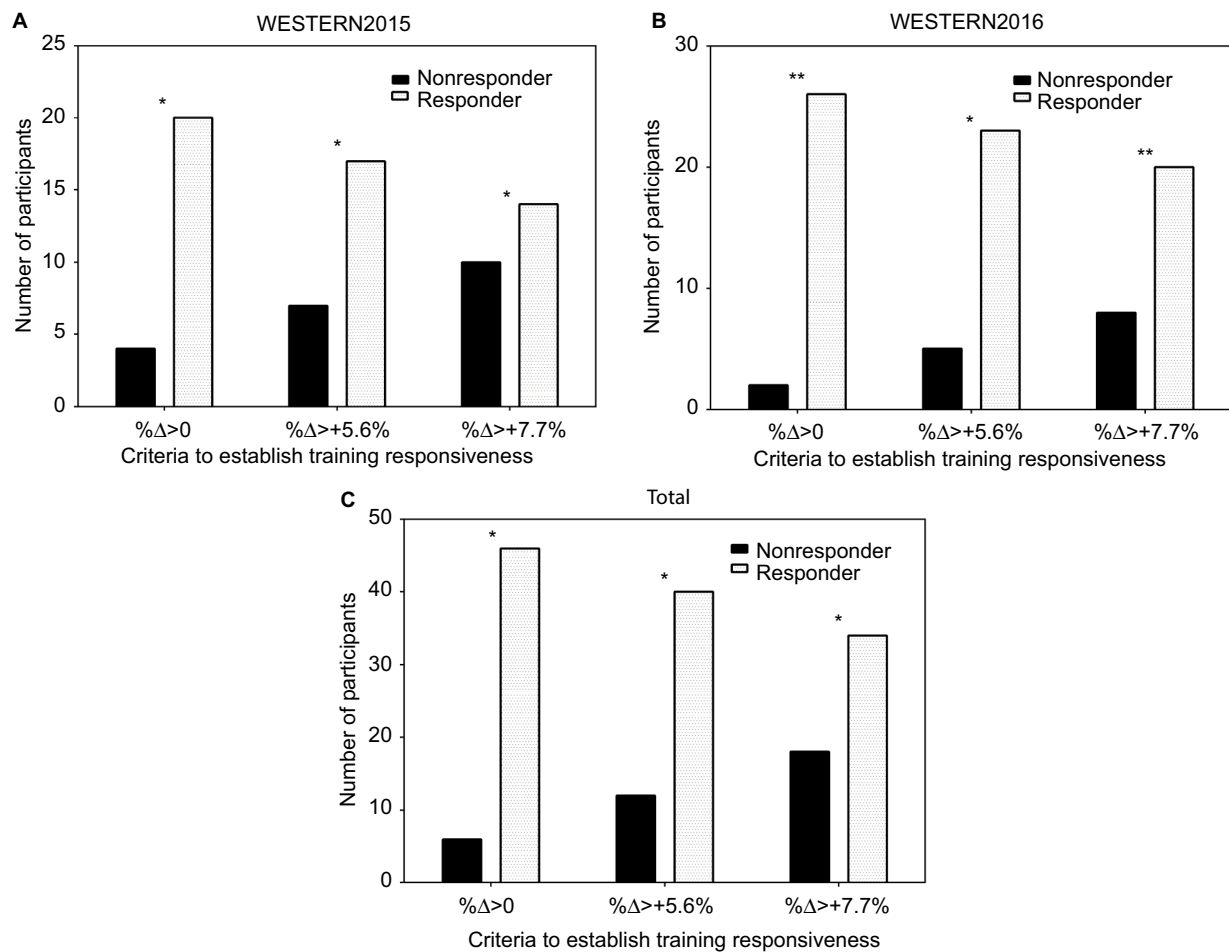 A
WESTERN2015
25
20
15
10
5
0
Number of participants
Nonresponder
Responder
*
*
*
%Δ>0
%Δ>+5.6%
%Δ>+7.7%
Criteria to establish training responsiveness
B
WESTERN2016
30
20
10
0
Number of participants
Nonresponder
Responder
**
*
**
%Δ>0
%Δ>+5.6%
%Δ>+7.7%
Criteria to establish training responsiveness
C
Total
50
40
30
20
10
0
Number of participants
Nonresponder
Responder
*
*
*
%Δ>0
%Δ>+5.6%
%Δ>+7.7%
Criteria to establish training responsiveness